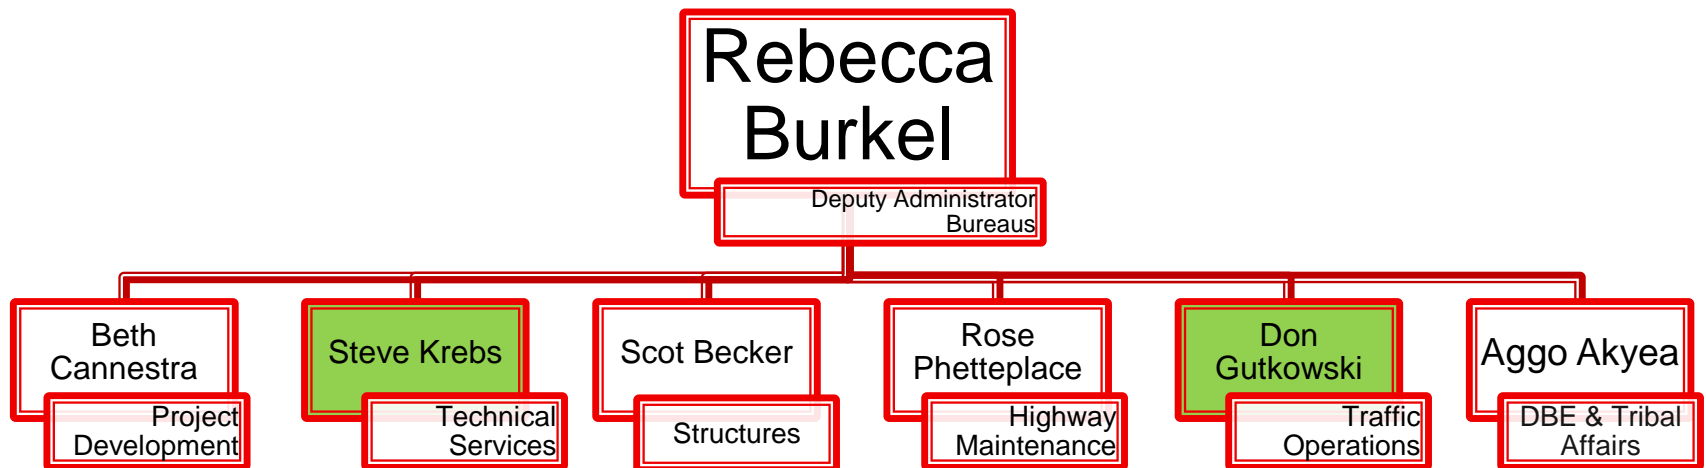 Rebecca
Burkel
Deputy Administrator
Bureaus
Beth
Cannestra
Project
Development
Steve Krebs
Technical
Services
Scot Becker
Structures
Rose
Phetteplace
Highway
Maintenance
Don
Gutkowski
Traffic
Operations
Aggo Akyea
DBE & Tribal
Affairs